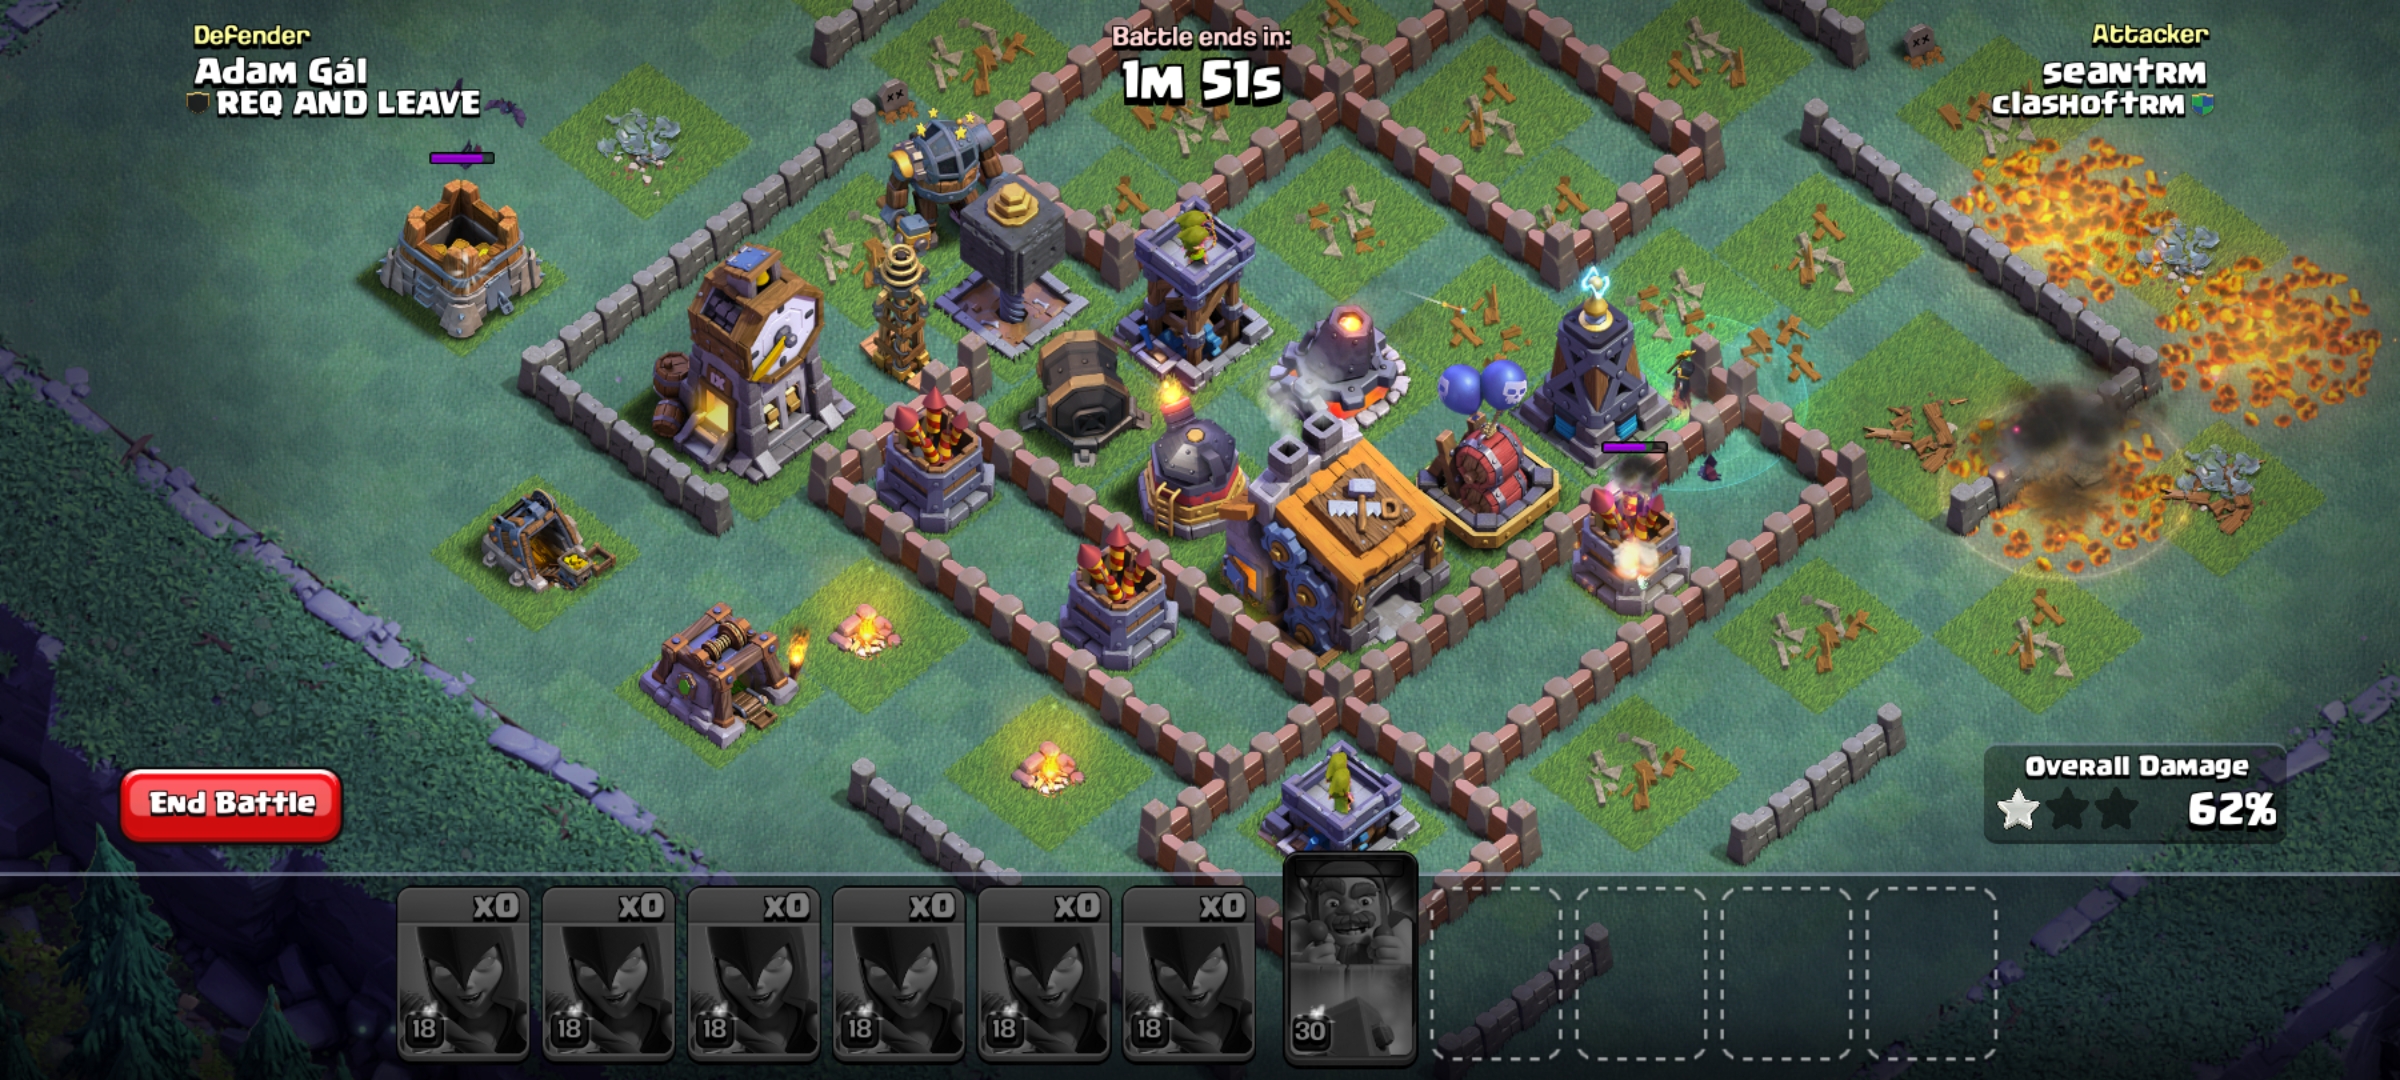 Defender
Adam Gál
REQ AND LEAVE
Battle ends in:
1M 51s
Attacker
seantrm
clashoftrm
End Battle
Overall Damage
62%
x0
x0
x0
x0
x0
x0
18
18
18
18
18
18
30